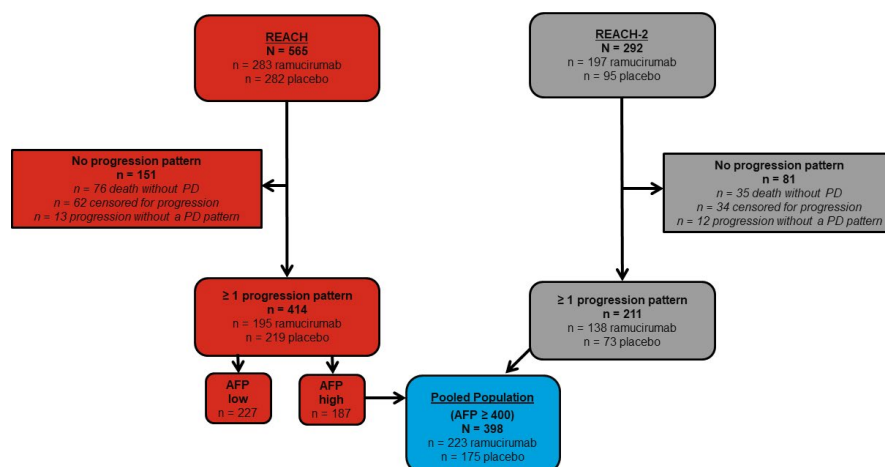 REACH
N = 565
n = 283 ramucirumab
n = 282 placebo
REACH-2
N = 292
n = 197 ramucirumab
n = 95 placebo
No progression pattern
n = 151
n = 76 death without PD
n = 62 censored for progression
n = 13 progression without a PD pattern
No progression pattern
n = 81
n = 35 death without PD
n = 34 censored for progression
n = 12 progression without a PD pattern
≥ 1 progression pattern
n = 414
n = 195 ramucirumab
n = 219 placebo
≥ 1 progression pattern
n = 211
n = 138 ramucirumab
n = 73 placebo
AFP
low
n = 227
AFP
high
n = 187
Pooled Population
(AFP ≥ 400)
N = 398
n = 223 ramucirumab
n = 175 placebo